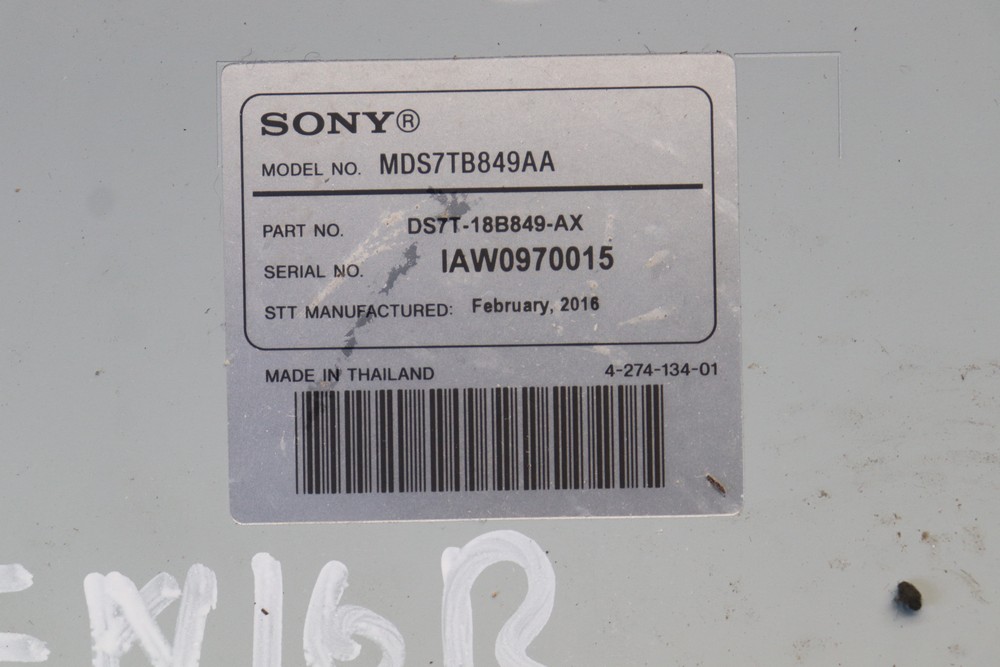 SONY®
MODEL NO. MDS7TB849AA
PART NO. DS7T-18B849-AX
SERIAL NO. IAW0970015
STT MANUFACTURED: February, 2016
MADE IN THAILAND 4-274-134-01